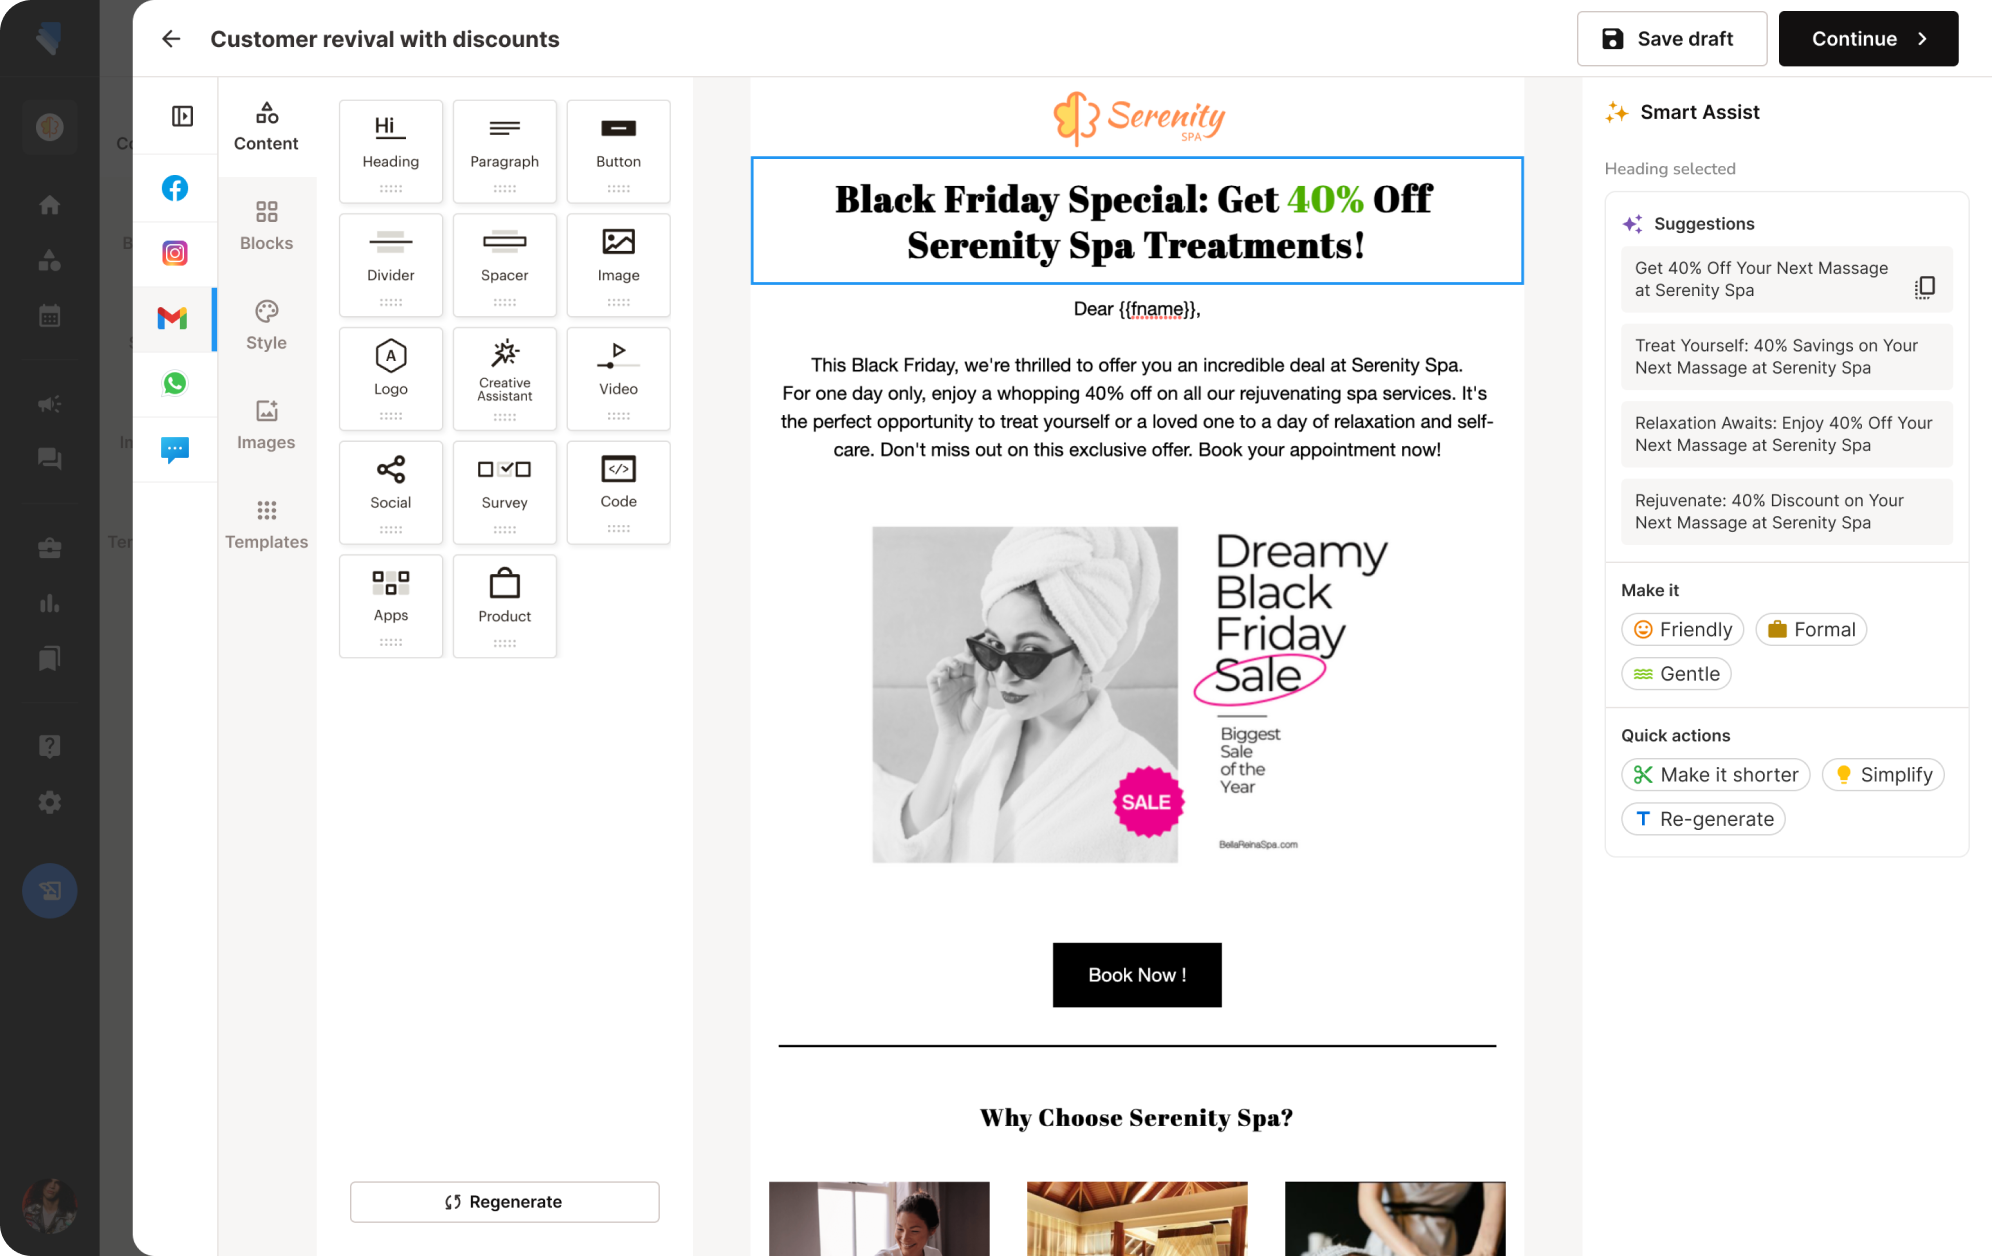 Customer revival with discounts
Save draft
Continue
Content
Blocks
Style
Images
Templates
Hi
Heading
Paragraph
Button
Divider
Spacer
Image
A
Logo
Creative
Assistant
Video
Social
Survey
</>
Code
Apps
Product
Regenerate
Serenity
SPA
Black Friday Special: Get 40% Off
Serenity Spa Treatments!
Dear {{fname}},
This Black Friday, we're thrilled to offer you an incredible deal at Serenity Spa.
For one day only, enjoy a whopping 40% off on all our rejuvenating spa services. It's
the perfect opportunity to treat yourself or a loved one to a day of relaxation and self-
care. Don't miss out on this exclusive offer. Book your appointment now!
Dreamy
Black
Friday
Sale
Biggest
Sale
of the
Year
SALE
BellaReinaSpa.com
Book Now !
Why Choose Serenity Spa?
Smart Assist
Heading selected
Suggestions
Get 40% Off Your Next Massage
at Serenity Spa
Treat Yourself: 40% Savings on Your
Next Massage at Serenity Spa
Relaxation Awaits: Enjoy 40% Off Your
Next Massage at Serenity Spa
Rejuvenate: 40% Discount on Your
Next Massage at Serenity Spa
Make it
Friendly
Formal
Gentle
Quick actions
Make it shorter
Simplify
T Re-generate